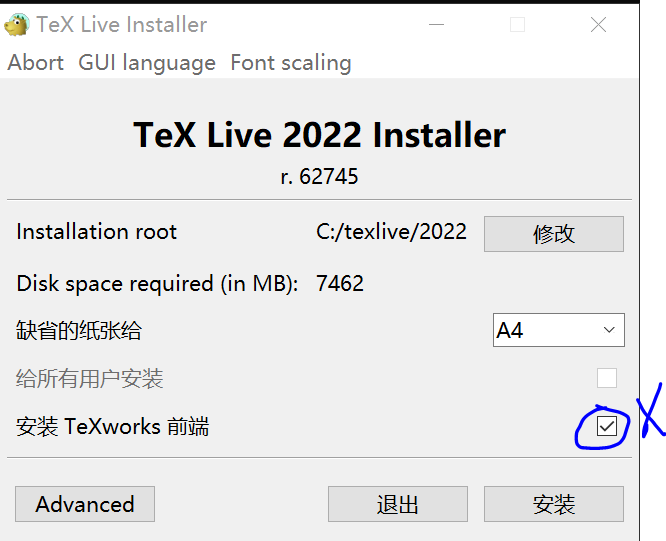 TeX Live Installer
Abort GUI language Font scaling
TeX Live 2022 Installer
r. 62745
Installation root C:/texlive/2022 修改
Disk space required (in MB): 7462
缺省的纸张给 A4
给所有用户安装
安装 TeXworks 前端 X
Advanced 退出 安装